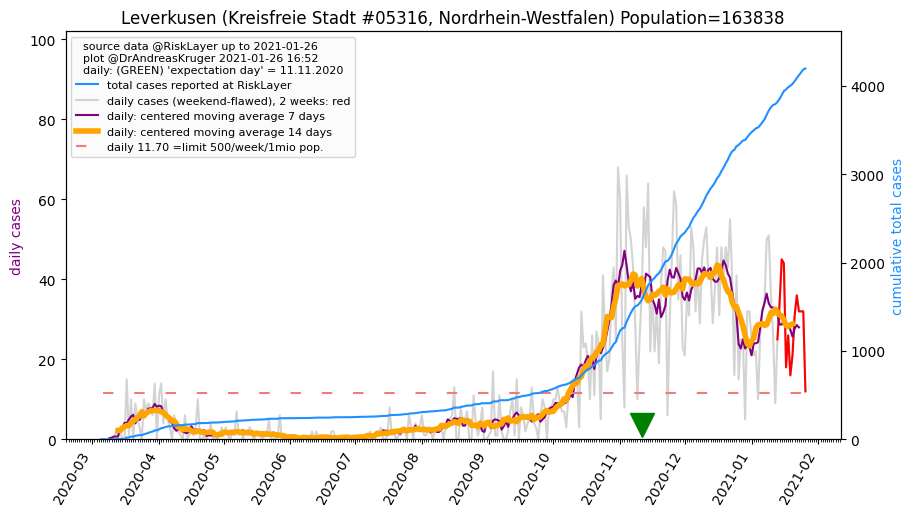 Leverkusen (Kreisfreie Stadt #05316, Nordrhein-Westfalen) Population=163838
source data @RiskLayer up to 2021-01-26
plot @DrAndreasKruger 2021-01-26 16:52
daily: (GREEN) 'expectation day' = 11.11.2020
total cases reported at RiskLayer
daily cases (weekend-flawed), 2 weeks: red
daily: centered moving average 7 days
daily: centered moving average 14 days
daily 11.70 =limit 500/week/1mio pop.
daily cases
100
80
60
40
20
0
cumulative total cases
4000
3000
2000
1000
0
2020-03
2020-04
2020-05
2020-06
2020-07
2020-08
2020-09
2020-10
2020-11
2020-12
2021-01
2021-02